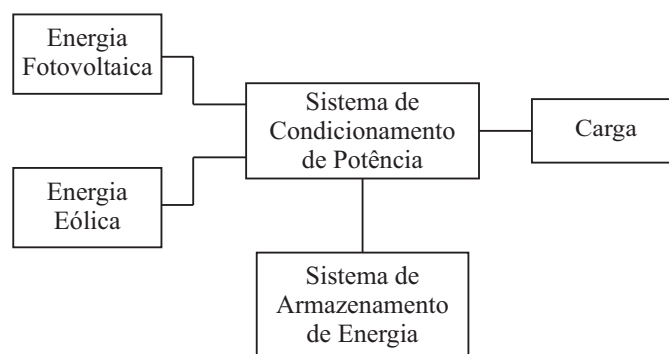 Energia
Fotovoltaica
Sistema de
Condicionamento
de Potência
Carga
Energia
Eólica
Sistema de
Armazenamento
de Energia